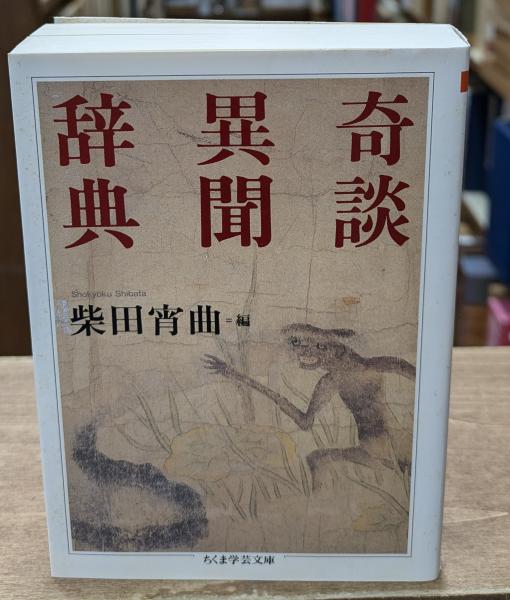 奇談
異聞
辞典
Shokyoku Shibata
柴田宵曲=編
ちくま学芸文庫